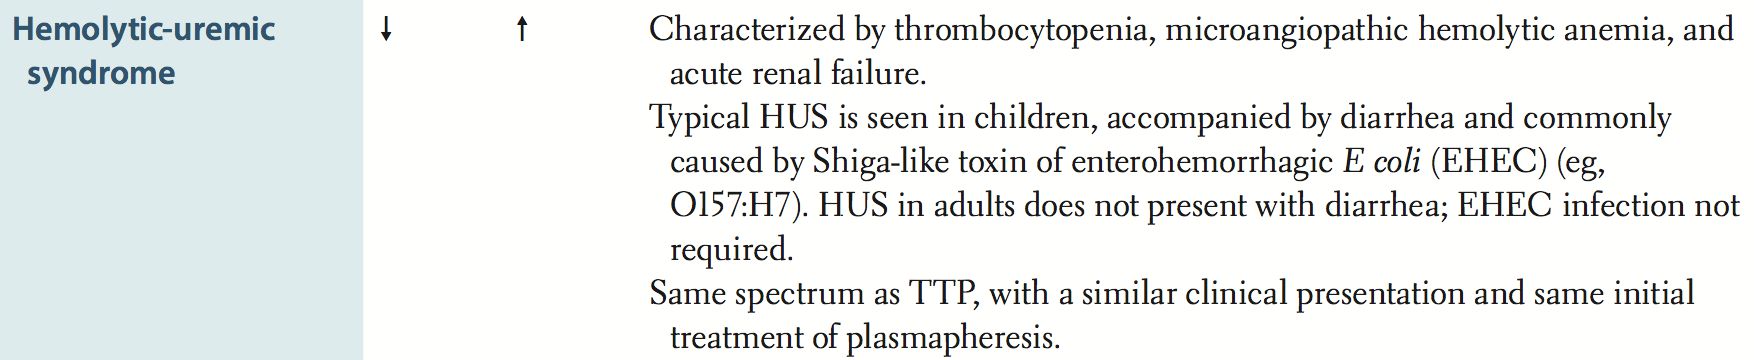 Hemolytic-uremic
syndrome
↓ ↑
Characterized by thrombocytopenia, microangiopathic hemolytic anemia, and
acute renal failure.
Typical HUS is seen in children, accompanied by diarrhea and commonly
caused by Shiga-like toxin of enterohemorrhagic E coli (EHEC) (eg,
O157:H7). HUS in adults does not present with diarrhea; EHEC infection not
required.
Same spectrum as TTP, with a similar clinical presentation and same initial
treatment of plasmapheresis.